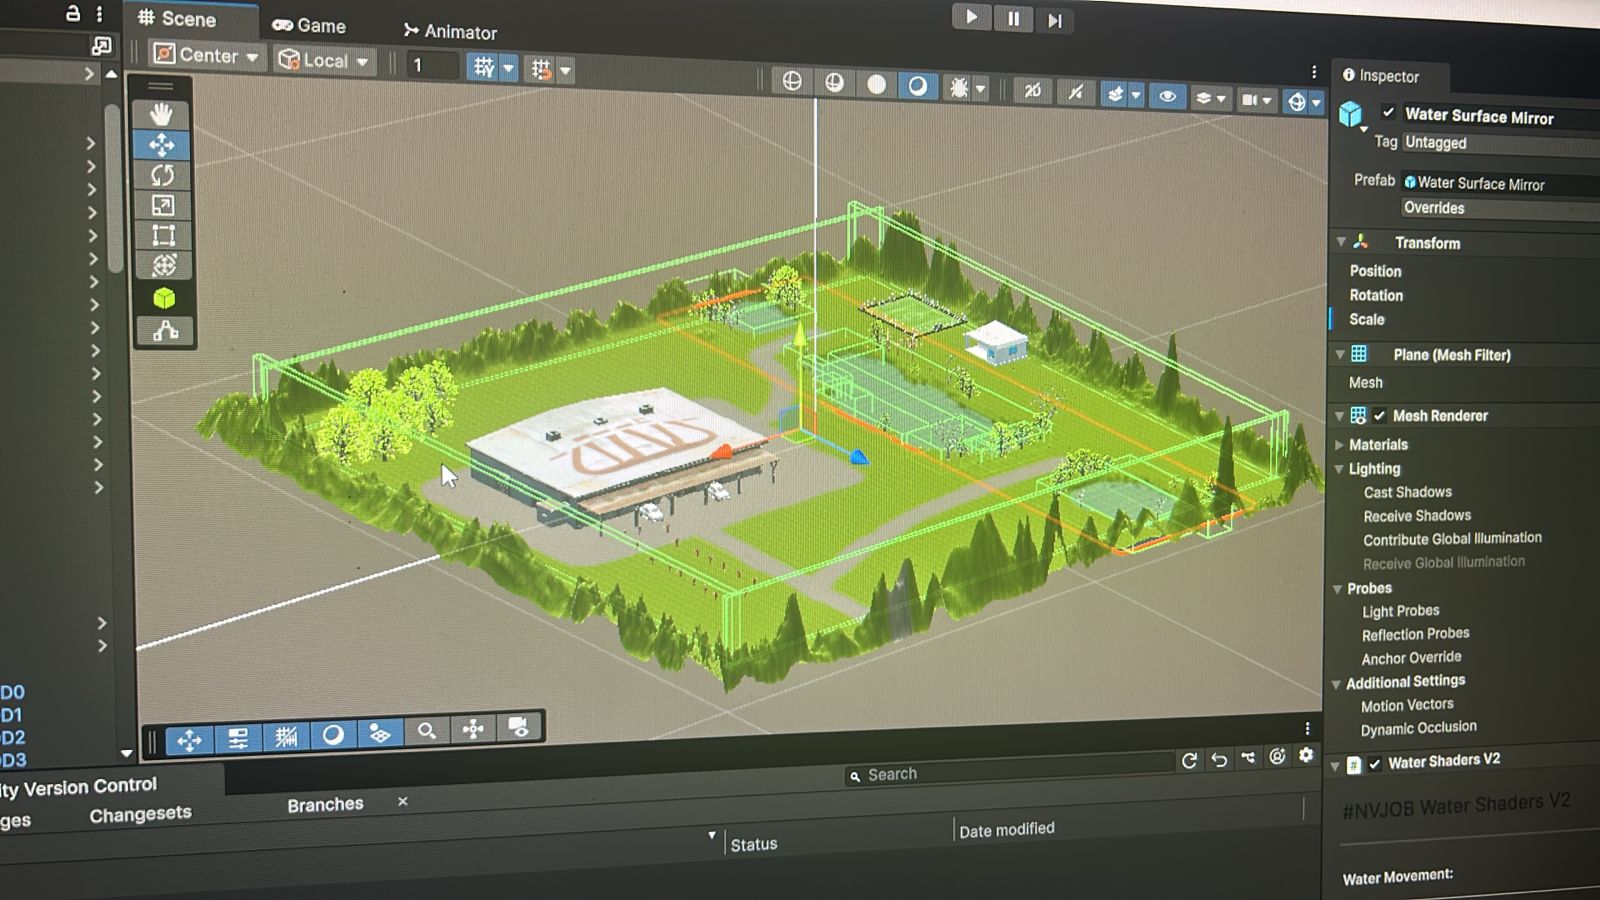 Scene
Game
Animator
Center
Local
1
2D
D0
D1
D2
D3
Inspector
Water Surface Mirror
Tag Untagged
Prefab Water Surface Mirror
Overrides
Transform
Position
Rotation
Scale
Plane (Mesh Filter)
Mesh
Mesh Renderer
Materials
Lighting
Cast Shadows
Receive Shadows
Contribute Global Illumination
Receive Global Illumination
Probes
Light Probes
Reflection Probes
Anchor Override
Additional Settings
Motion Vectors
Dynamic Occlusion
# Water Shaders V2
#NVJOB Water Shaders V2
Water Movement:
ity Version Control
ges Changesets Branches ×
Search
Status Date modified